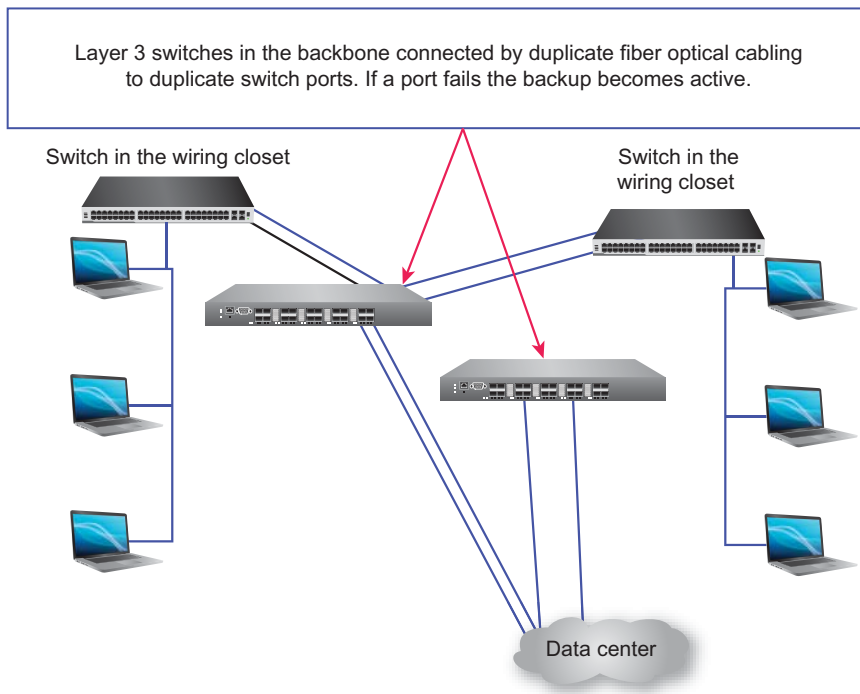 Layer 3 switches in the backbone connected by duplicate fiber optical cabling
to duplicate switch ports. If a port fails the backup becomes active.
Switch in the wiring closet
Switch in the
wiring closet
Data center